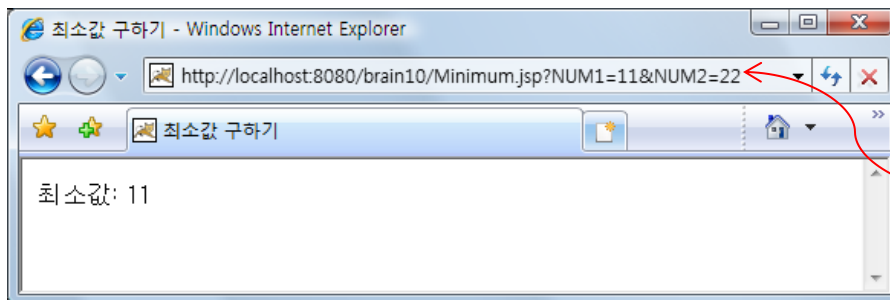 최소값 구하기 - Windows Internet Explorer
http://localhost:8080/brain10/Minimum.jsp?NUM1=11&NUM2=22
최소값 구하기
최소값: 11